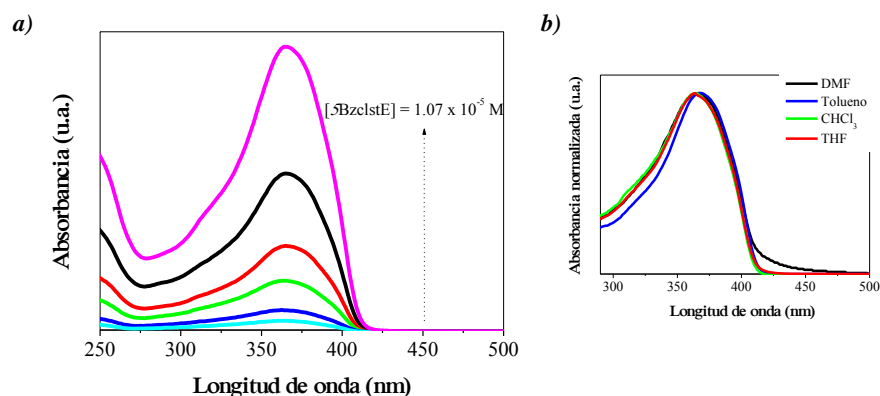 a)
Absorbancia (u.a.)
[5BzclstE] = 1.07 x 10⁻⁵ M
250 300 350 400 450 500
Longitud de onda (nm)
b)
Absorbancia normalizada (u.a.)
DMF
Tolueno
CHCl₃
THF
300 350 400 450 500
Longitud de onda (nm)